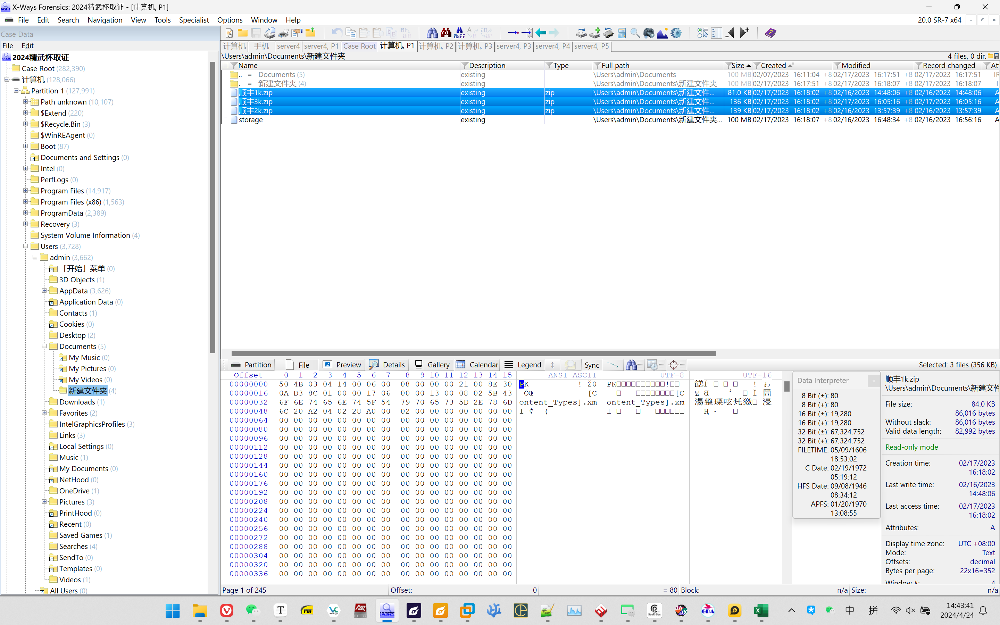 X-Ways Forensics: 2024精武杯取证 - [计算机, P1]
File Edit Search Navigation View Tools Specialist Options Window Help 20.0 SR-7 x64
Case Data
File Edit
计算机 手机 server4 server4, P1 Case Root 计算机, P1 计算机, P2 计算机, P3 server4, P3 server4, P4 server4, P5
\Users\admin\Documents\新建文件夹 4 files, 0 dir.
Name Description Type Full path Size Created Modified Record changed Att
.. = Documents (5) existing \Users\admin\Documents 100 MB 02/07/2023 16:11:04 +8 02/17/2023 16:17:51 +8 02/17/2023 16:17:51 IR
. = 新建文件夹 (4) existing \Users\admin\Documents\新建文件夹 100 MB 02/17/2023 16:17:51 +8 02/17/2023 16:18:07 +8 02/17/2023 16:18:07 I
顺丰1k.zip existing zip \Users\admin\Documents\新建文件... 81.0 KB 02/17/2023 16:18:02 +8 02/16/2023 14:48:06 +8 02/16/2023 14:48:06 A
顺丰3k.zip existing zip \Users\admin\Documents\新建文件... 136 KB 02/17/2023 16:18:02 +8 02/16/2023 16:05:16 +8 02/16/2023 16:05:16 A
顺丰2k.zip existing zip \Users\admin\Documents\新建文件... 139 KB 02/17/2023 16:18:02 +8 02/16/2023 13:57:39 +8 02/16/2023 13:57:39 A
storage existing \Users\admin\Documents\新建文件夹... 100 MB 02/17/2023 16:18:07 +8 02/16/2023 16:48:34 +8 02/16/2023 16:56:16 A
2024精武杯取证
Case Root (282,390)
计算机 (128,066)
Partition 1 (127,991)
Path unknown (10,107)
$Extend (220)
$Recycle.Bin (3)
$WinREAgent (0)
Boot (87)
Documents and Settings (0)
Intel (0)
PerfLogs (0)
Program Files (14,917)
Program Files (x86) (1,563)
ProgramData (2,389)
Recovery (3)
System Volume Information (4)
Users (3,728)
admin (3,662)
「开始」菜单 (0)
3D Objects (1)
AppData (3,626)
Application Data (0)
Contacts (1)
Cookies (0)
Desktop (2)
Documents (5)
My Music (0)
My Pictures (0)
My Videos (0)
新建文件夹 (4)
Downloads (1)
Favorites (2)
IntelGraphicsProfiles (3)
Links (3)
Local Settings (0)
Music (1)
My Documents (0)
NetHood (0)
OneDrive (1)
Pictures (3)
PrintHood (0)
Recent (0)
Saved Games (1)
Searches (4)
SendTo (0)
Templates (0)
Videos (1)
All Users (0)
Partition File Preview Details Gallery Calendar Legend Sync Selected: 3 files (356 KB)
Offset 0 1 2 3 4 5 6 7 8 9 10 11 12 13 14 15 ANSI ASCII UTF-8 UTF-16
00000000 50 4B 03 04 14 00 06 00 08 00 00 00 21 00 8E 30 PK ! Ž0 PK !
00000016 0A D3 8C 01 00 00 17 06 00 00 13 00 08 02 5B 43 ÓŒ [C [C
00000032 6F 6E 74 65 6E 74 5F 54 79 70 65 73 5D 2E 78 6D ontent_Types].xm ontent_Types].xm
00000048 6C 20 A2 04 02 28 A0 00 02 00 00 00 00 00 00 00 l ¢ ( l
00000064 00 00 00 00 00 00 00 00 00 00 00 00 00 00 00 00
00000080 00 00 00 00 00 00 00 00 00 00 00 00 00 00 00 00
00000096 00 00 00 00 00 00 00 00 00 00 00 00 00 00 00 00
00000112 00 00 00 00 00 00 00 00 00 00 00 00 00 00 00 00
00000128 00 00 00 00 00 00 00 00 00 00 00 00 00 00 00 00
00000144 00 00 00 00 00 00 00 00 00 00 00 00 00 00 00 00
00000160 00 00 00 00 00 00 00 00 00 00 00 00 00 00 00 00
00000176 00 00 00 00 00 00 00 00 00 00 00 00 00 00 00 00
00000192 00 00 00 00 00 00 00 00 00 00 00 00 00 00 00 00
00000208 00 00 00 00 00 00 00 00 00 00 00 00 00 00 00 00
00000224 00 00 00 00 00 00 00 00 00 00 00 00 00 00 00 00
00000240 00 00 00 00 00 00 00 00 00 00 00 00 00 00 00 00
00000256 00 00 00 00 00 00 00 00 00 00 00 00 00 00 00 00
00000272 00 00 00 00 00 00 00 00 00 00 00 00 00 00 00 00
00000288 00 00 00 00 00 00 00 00 00 00 00 00 00 00 00 00
00000304 00 00 00 00 00 00 00 00 00 00 00 00 00 00 00 00
00000320 00 00 00 00 00 00 00 00 00 00 00 00 00 00 00 00
00000336 00 00 00 00 00 00 00 00 00 00 00 00 00 00 00 00
Data Interpreter
8 Bit (±): 80
8 Bit (+): 80
16 Bit (±): 19,280
16 Bit (+): 19,280
32 Bit (±): 67,324,752
32 Bit (+): 67,324,752
FILETIME: 05/09/1606
18:53:02
C Date: 02/19/1972
05:19:12
HFS Date: 09/08/1946
08:34:12
APFS: 01/20/1970
13:08:55
顺丰1k.zip
\Users\admin\Documents\新建文件
File size: 84.0 KB
86,016 bytes
Without slack: 86,016 bytes
Valid data length: 82,992 bytes
Read-only mode
Creation time: 02/17/2023
16:18:02
Last write time: 02/16/2023
14:48:06
Last access time: 02/17/2023
16:18:02
Attributes: A
Display time zone: UTC +08:00
Mode: Text
Offsets: decimal
Bytes per page: 22x16=352
Window #: 4
Page 1 of 245 Offset: 0 = 80 Block: n/a Size: n/a
中 拼 14:43:41
2024/4/24